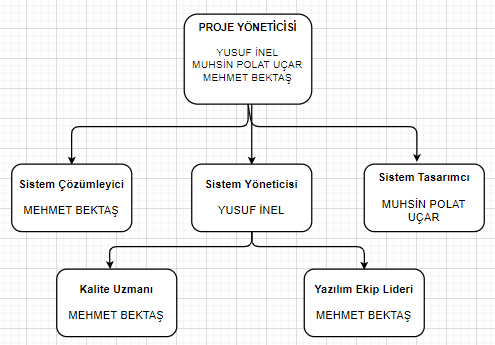 PROJE YÖNETİCİSİ
YUSUF İNEL
MUHSİN POLAT UÇAR
MEHMET BEKTAŞ
Sistem Çözümleyici
MEHMET BEKTAŞ
Sistem Yöneticisi
YUSUF İNEL
Sistem Tasarımcı
MUHSİN POLAT
UÇAR
Kalite Uzmanı
MEHMET BEKTAŞ
Yazılım Ekip Lideri
MEHMET BEKTAŞ